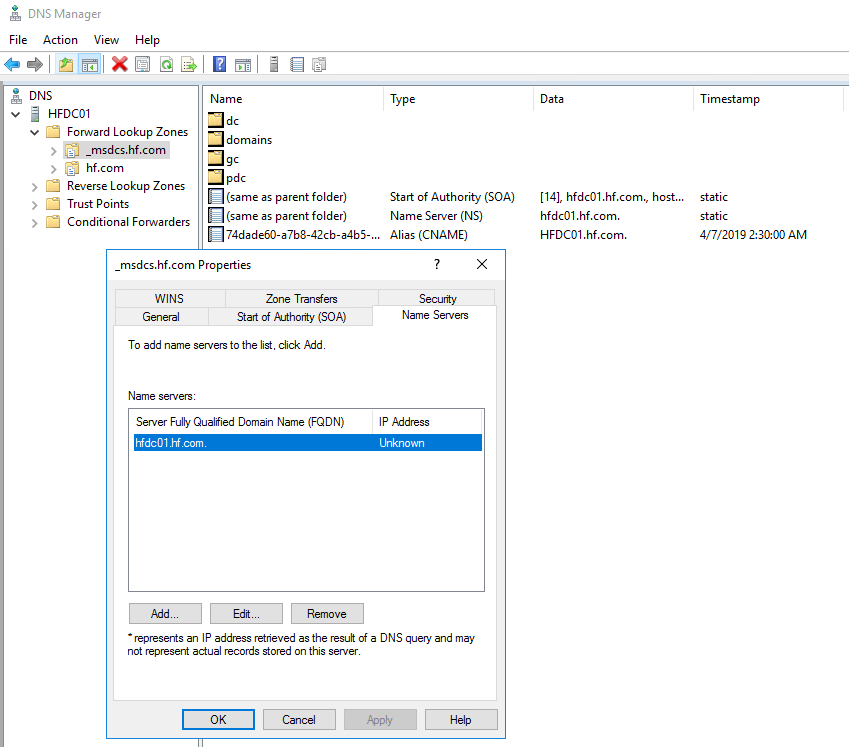 DNS Manager
File Action View Help
DNS
HFDC01
Forward Lookup Zones
_msdcs.hf.com
hf.com
Reverse Lookup Zones
Trust Points
Conditional Forwarders
Name Type Data Timestamp
dc
domains
gc
pdc
(same as parent folder) Start of Authority (SOA) [14], hfdc01.hf.com., host... static
(same as parent folder) Name Server (NS) hfdc01.hf.com. static
74dade60-a7b8-42cb-a4b5-... Alias (CNAME) HFDC01.hf.com. 4/7/2019 2:30:00 AM
_msdcs.hf.com Properties
WINS Zone Transfers Security
General Start of Authority (SOA) Name Servers
To add name servers to the list, click Add.
Name servers:
Server Fully Qualified Domain Name (FQDN) IP Address
hfdc01.hf.com. Unknown
Add... Edit... Remove
* represents an IP address retrieved as the result of a DNS query and may
not represent actual records stored on this server.
OK Cancel Apply Help